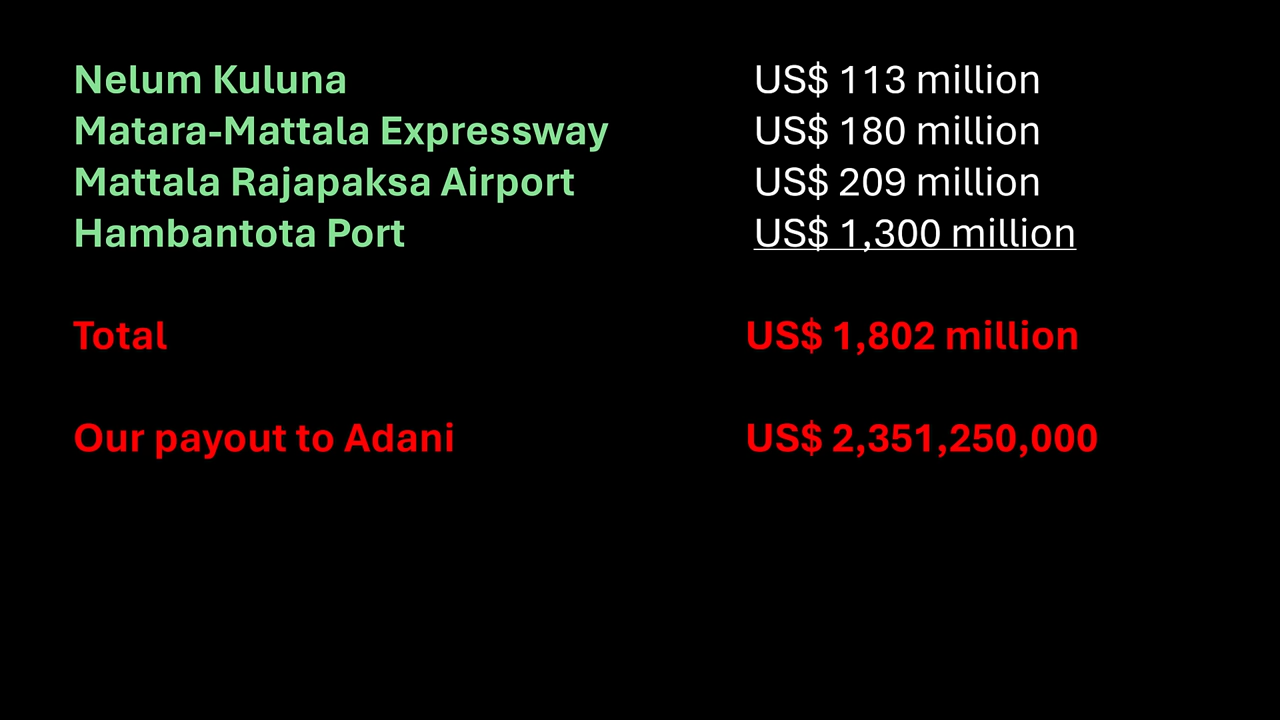 Nelum Kuluna US$ 113 million
Matara-Mattala Expressway US$ 180 million
Mattala Rajapaksa Airport US$ 209 million
Hambantota Port US$ 1,300 million
Total US$ 1,802 million
Our payout to Adani US$ 2,351,250,000